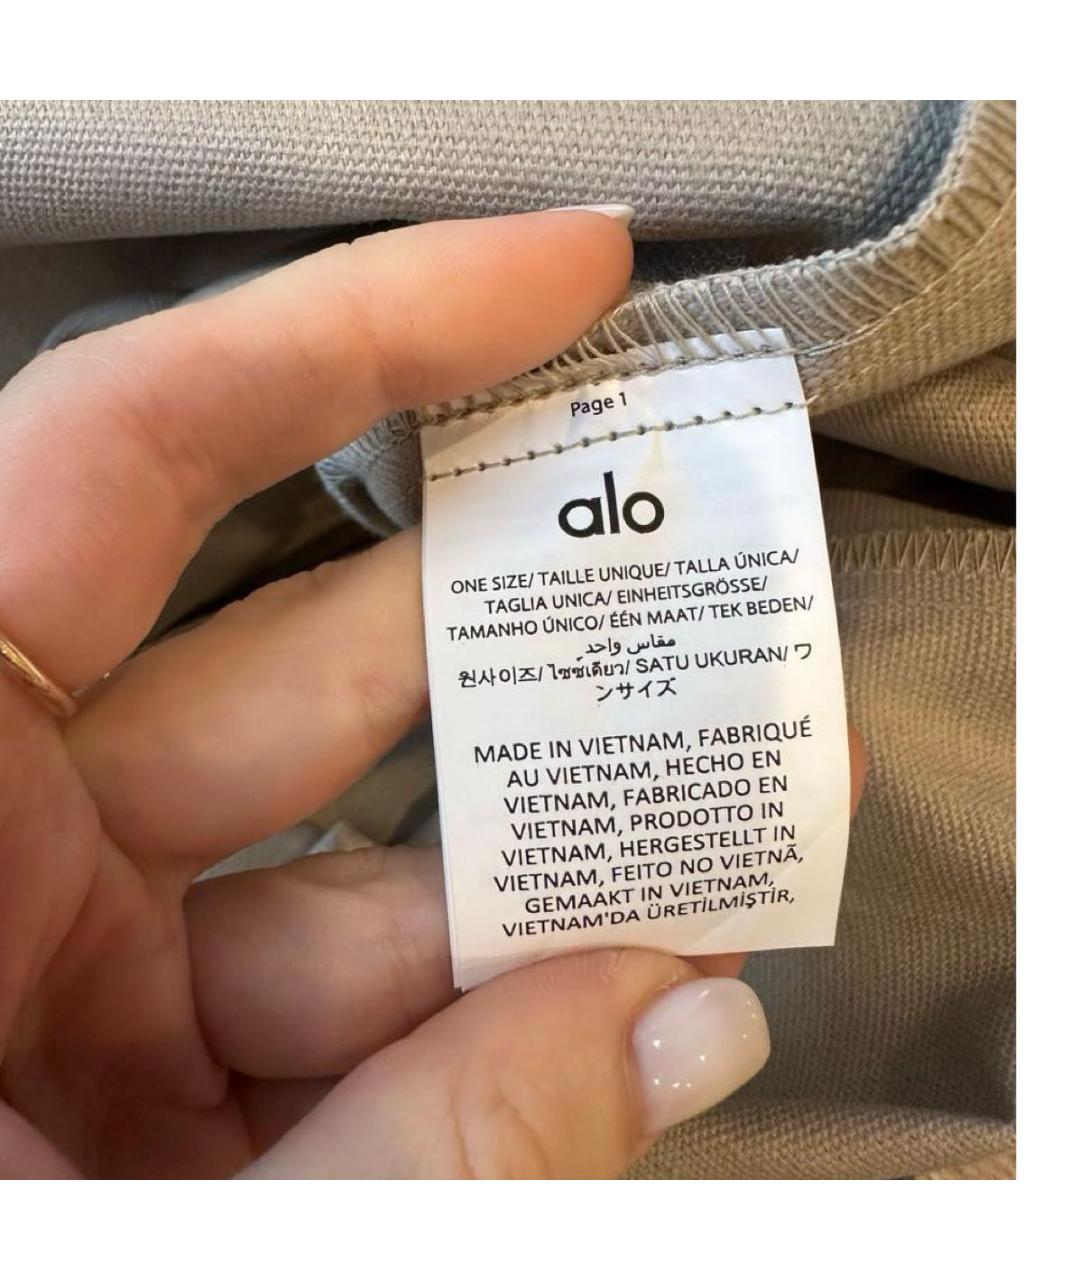 Page 1
alo
ONE SIZE/ TAILLE UNIQUE/ TALLA ÚNICA/
TAGLIA UNICA/ EINHEITSGRÖSSE/
TAMANHO ÚNICO/ ÉÉN MAAT/ TEK BEDEN/
مقاس واحد
원사이즈/ ไซซ์เดียว/ SATU UKURAN/ ワ
ンサイズ
MADE IN VIETNAM, FABRIQUÉ
AU VIETNAM, HECHO EN
VIETNAM, FABRICADO EN
VIETNAM, PRODOTTO IN
VIETNAM, HERGESTELLT IN
VIETNAM, FEITO NO VIETNÃ,
GEMAAKT IN VIETNAM,
VIETNAM'DA ÜRETİLMİŞTİR,